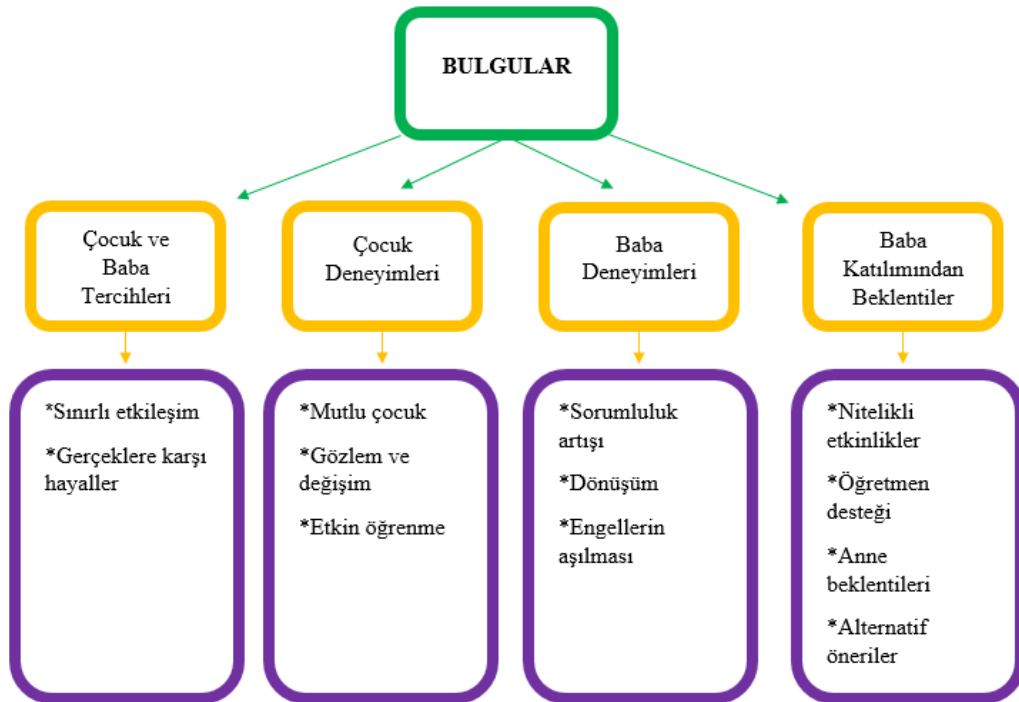 BULGULAR
Çocuk ve
Baba
Tercihleri
Çocuk
Deneyimleri
Baba
Deneyimleri
Baba
Katılımından
Beklentiler
*Sınırlı etkileşim
*Gerçeklere karşı
hayaller
*Mutlu çocuk
*Gözlem ve
değişim
*Etkin öğrenme
*Sorumluluk
artışı
*Dönüşüm
*Engellerin
aşılması
*Nitelikli
etkinlikler
*Öğretmen
desteği
*Anne
beklentileri
*Alternatif
öneriler